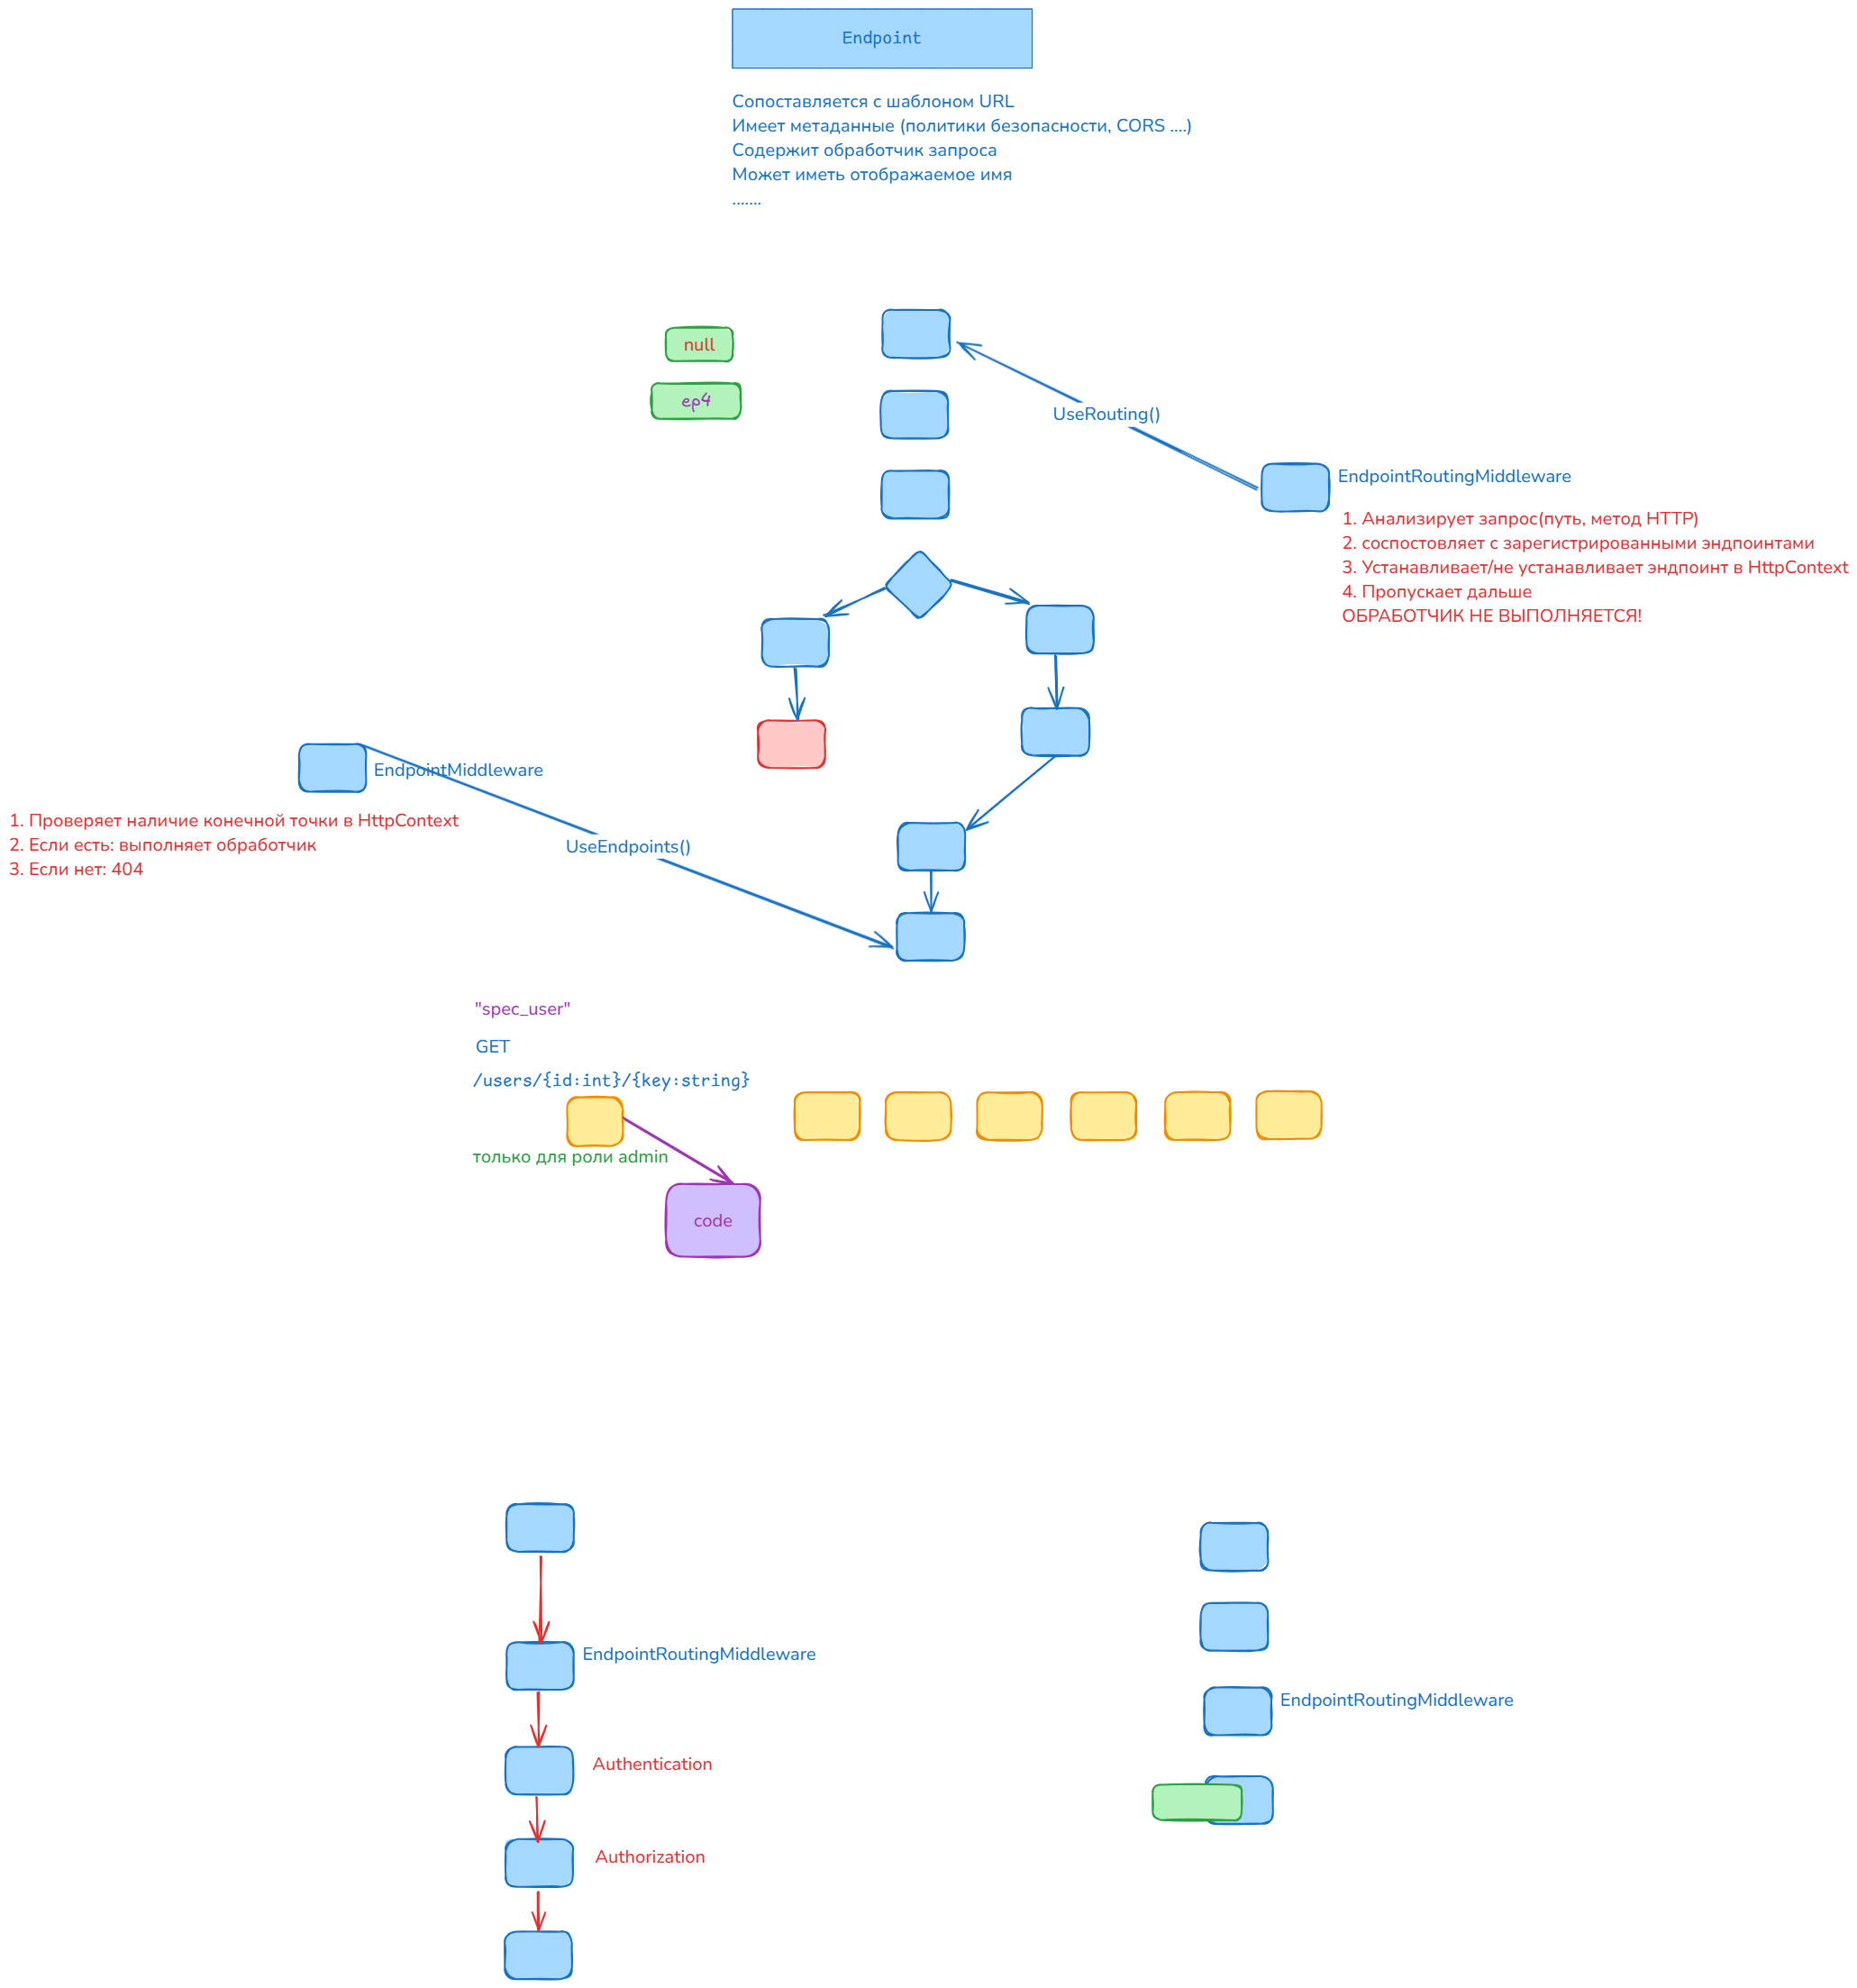 Endpoint
Сопоставляется с шаблоном URL
Имеет метаданные (политики безопасности, CORS ....)
Содержит обработчик запроса
Может иметь отображаемое имя
.......
null
ep4
UseRouting()
EndpointRoutingMiddleware
1. Анализирует запрос(путь, метод HTTP)
2. соспостовляет с зарегистрированными эндпоинтами
3. Устанавливает/не устанавливает эндпоинт в HttpContext
4. Пропускает дальше
ОБРАБОТЧИК НЕ ВЫПОЛНЯЕТСЯ!
EndpointMiddleware
1. Проверяет наличие конечной точки в HttpContext
2. Если есть: выполняет обработчик
3. Если нет: 404
UseEndpoints()
"spec_user"
GET
/users/{id:int}/{key:string}
только для роли admin
code
EndpointRoutingMiddleware
Authentication
Authorization
EndpointRoutingMiddleware